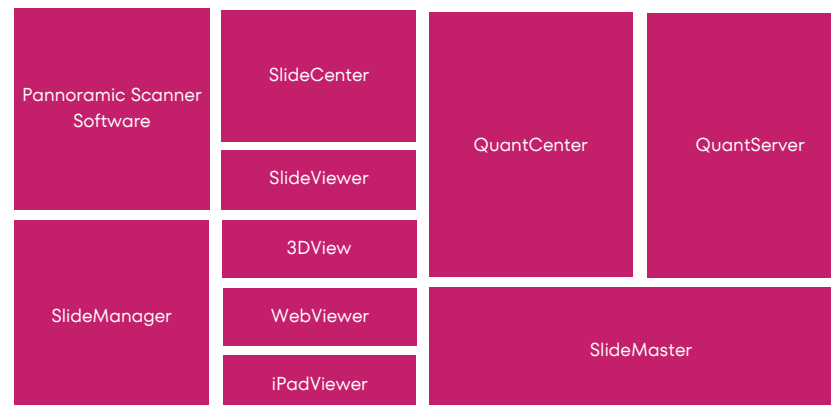 Pannoramic Scanner
Software
SlideManager
SlideCenter
SlideViewer
3DView
WebViewer
iPadViewer
QuantCenter
QuantServer
SlideMaster